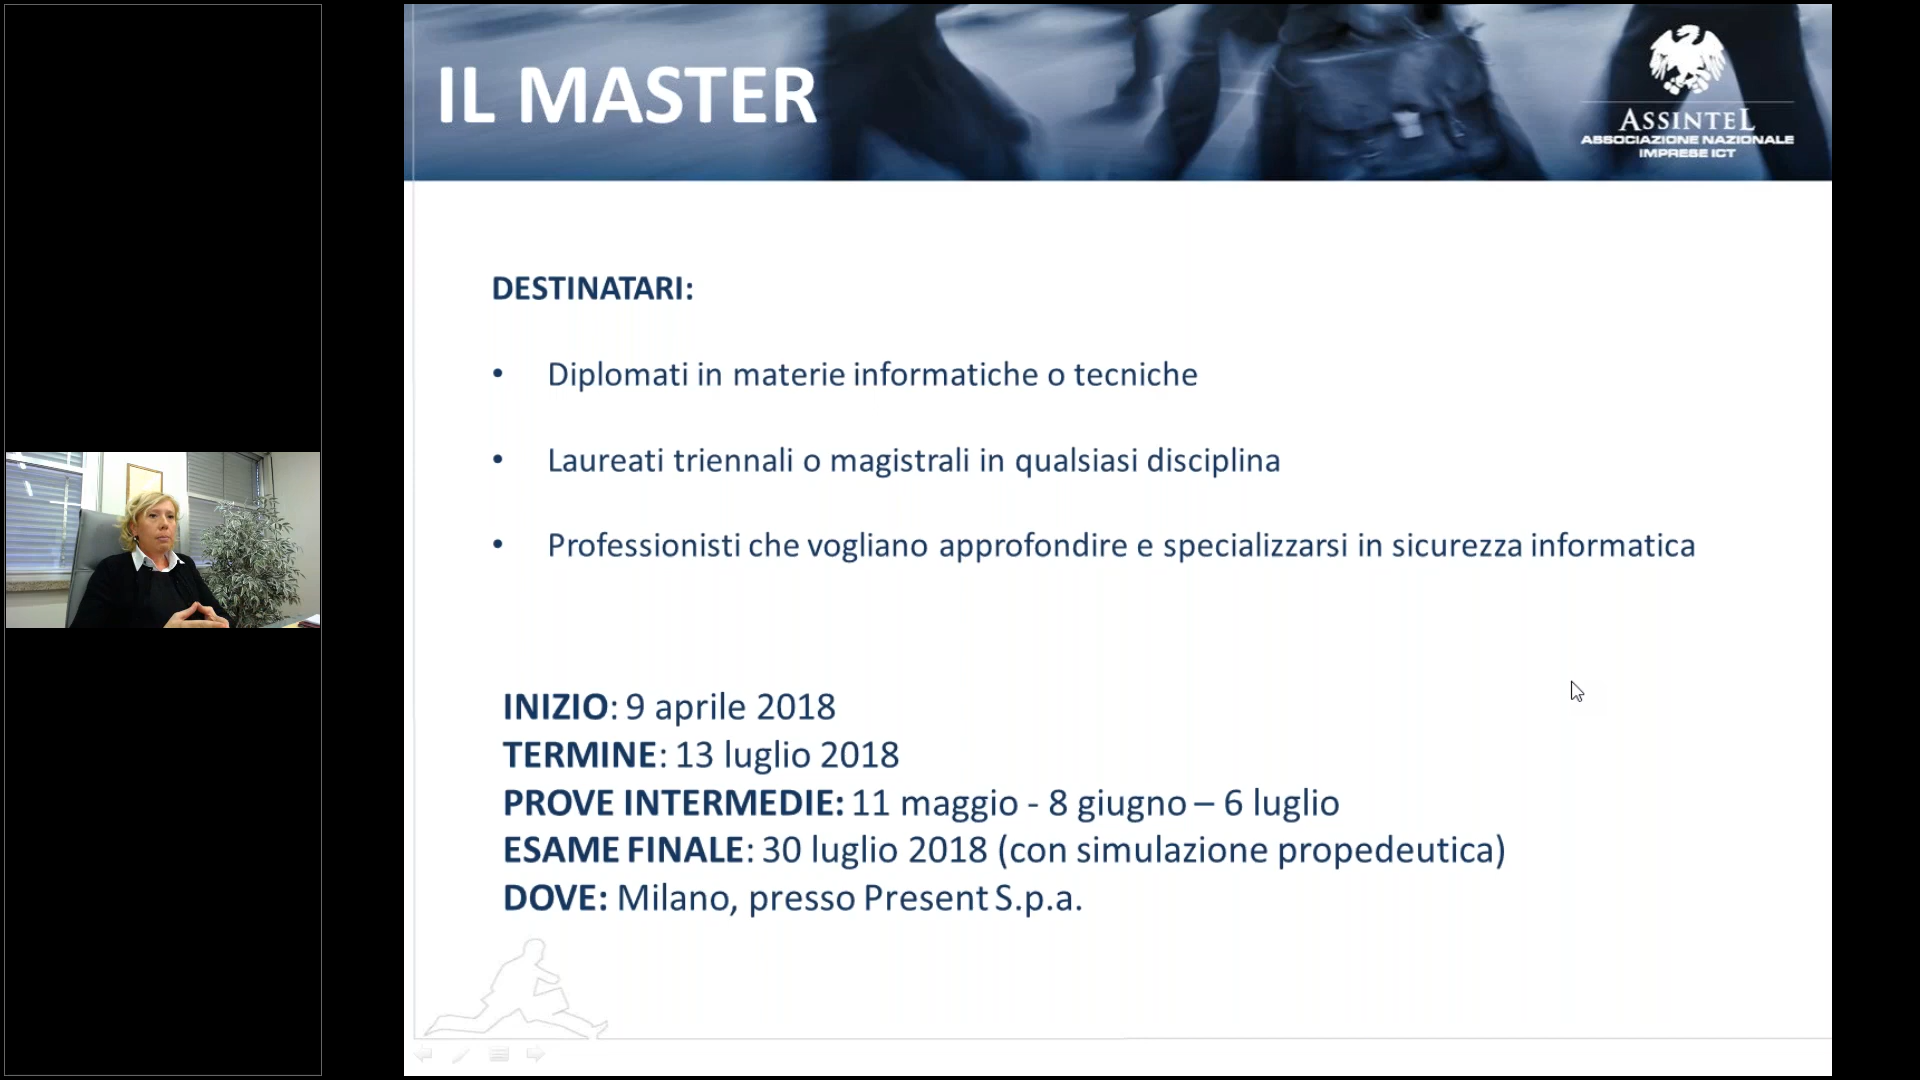 IL MASTER
ASSINTEL
ASSOCIAZIONE NAZIONALE
IMPRESE ICT
DESTINATARI:
• Diplomati in materie informatiche o tecniche
• Laureati triennali o magistrali in qualsiasi disciplina
• Professionisti che vogliano approfondire e specializzarsi in sicurezza informatica
INIZIO: 9 aprile 2018
TERMINE: 13 luglio 2018
PROVE INTERMEDIE: 11 maggio - 8 giugno – 6 luglio
ESAME FINALE: 30 luglio 2018 (con simulazione propedeutica)
DOVE: Milano, presso Present S.p.a.